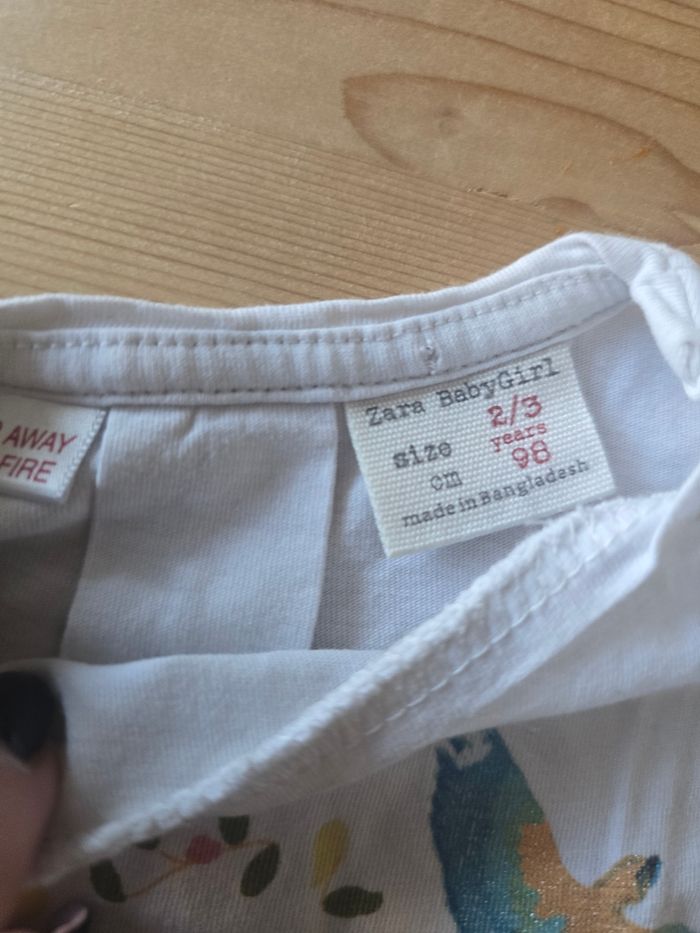 AWAY
FIRE
Zara BabyGirl
size 2/3 years
cm 98
made in Bangladesh